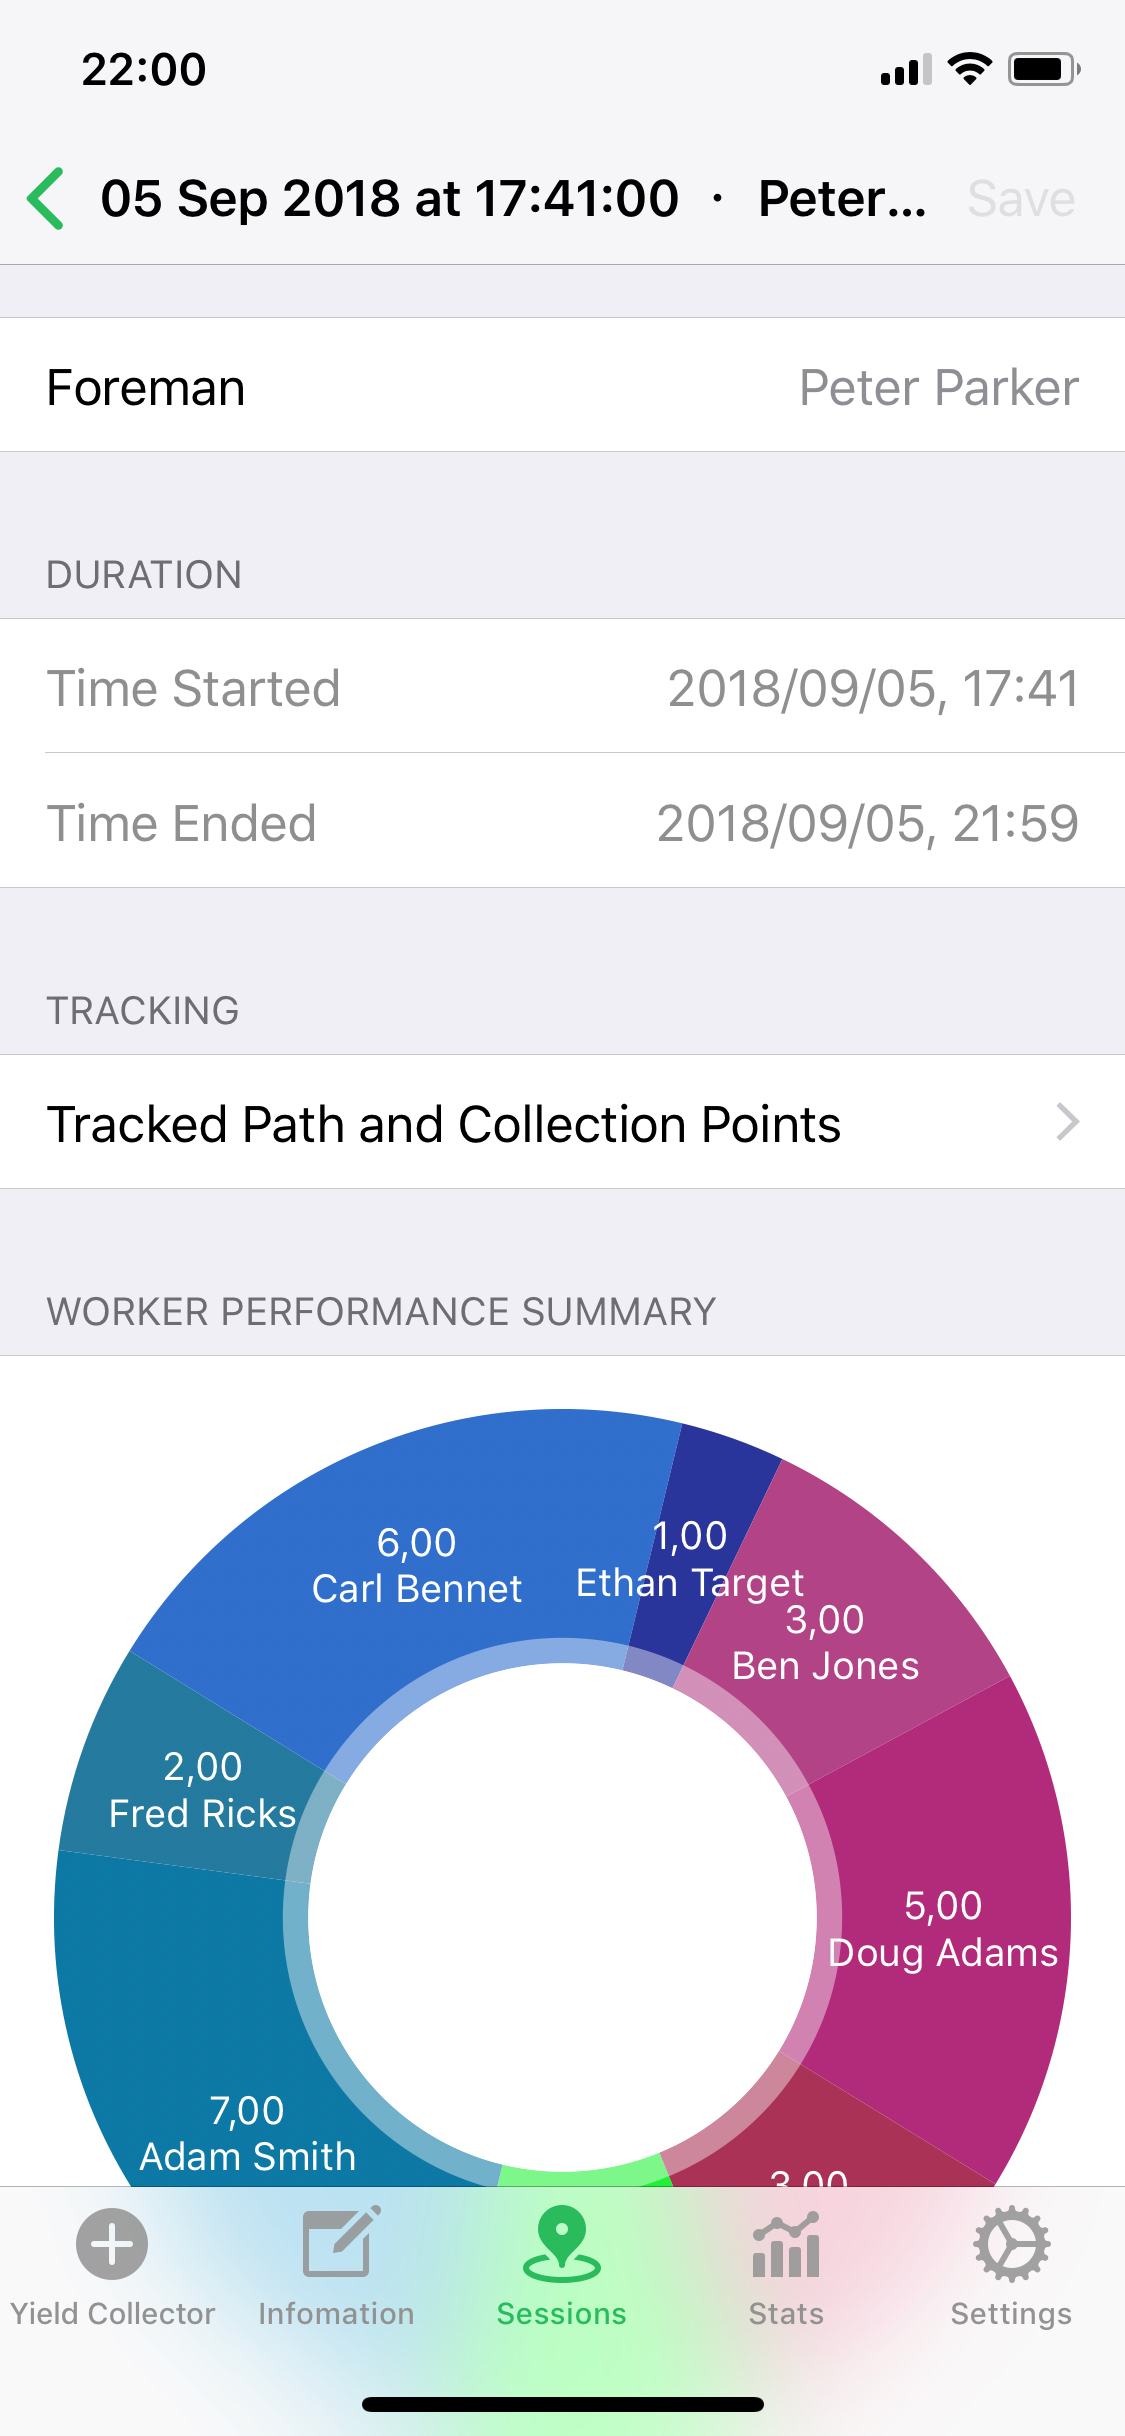 22:00
05 Sep 2018 at 17:41:00 · Peter... Save
Foreman Peter Parker
DURATION
Time Started 2018/09/05, 17:41
Time Ended 2018/09/05, 21:59
TRACKING
Tracked Path and Collection Points
WORKER PERFORMANCE SUMMARY
6,00
Carl Bennet
1,00
Ethan Target
3,00
Ben Jones
2,00
Fred Ricks
5,00
Doug Adams
7,00
Adam Smith
3,00
Yield Collector Infomation Sessions Stats Settings